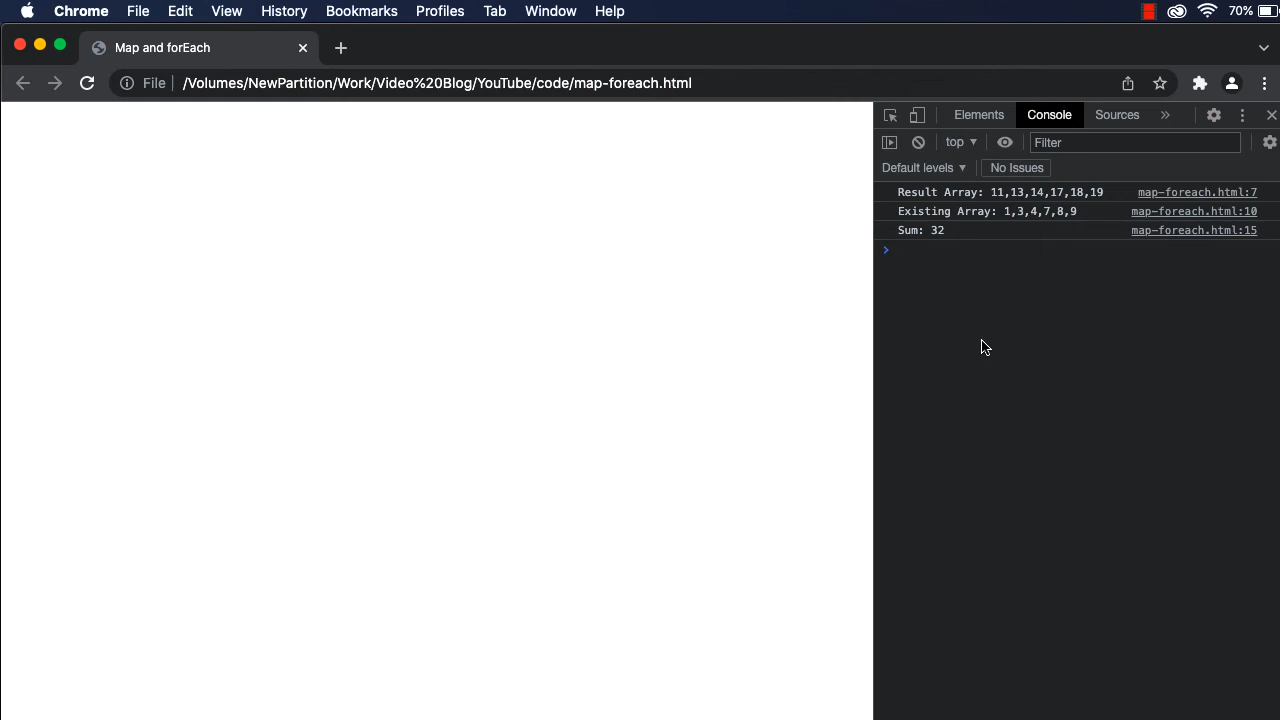 Chrome File Edit View History Bookmarks Profiles Tab Window Help 70%
Map and forEach
File /Volumes/NewPartition/Work/Video%20Blog/YouTube/code/map-foreach.html
Elements Console Sources
top Filter
Default levels No Issues
Result Array: 11,13,14,17,18,19 map-foreach.html:7
Existing Array: 1,3,4,7,8,9 map-foreach.html:10
Sum: 32 map-foreach.html:15